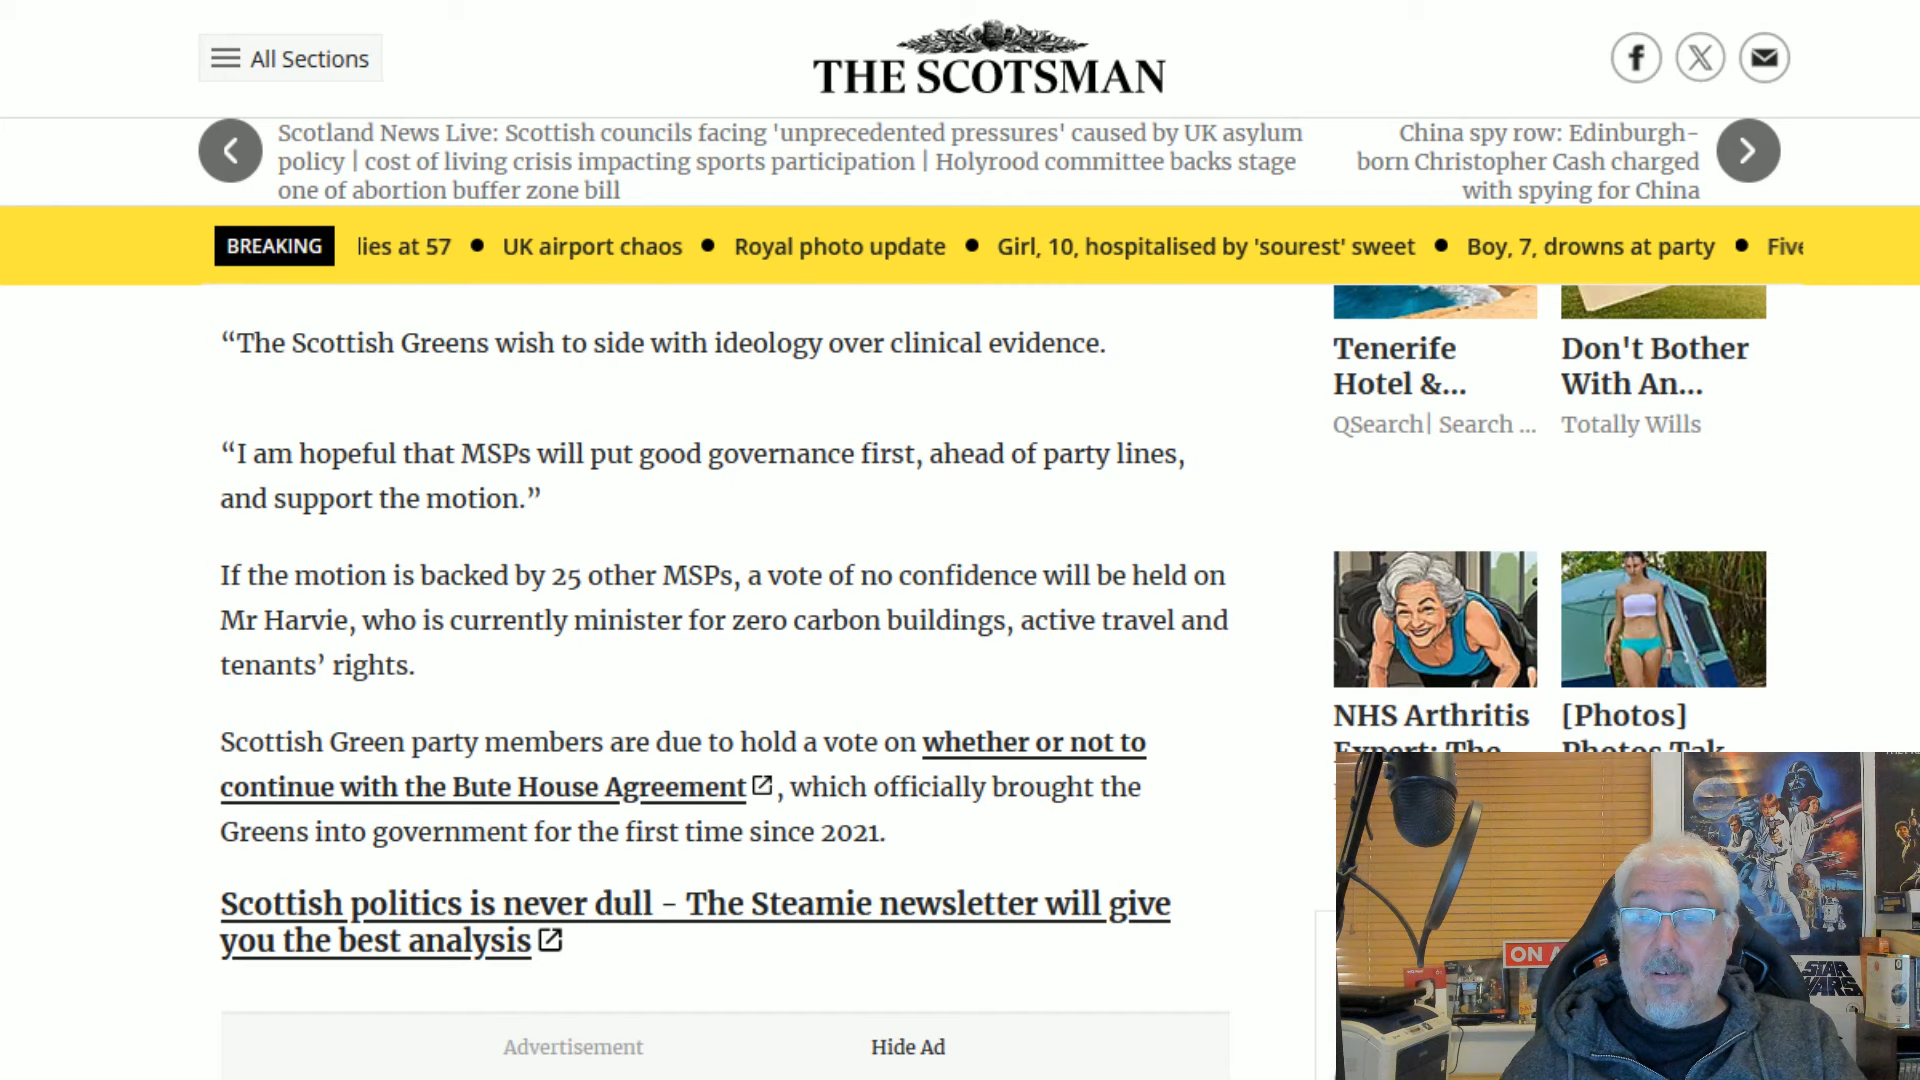 All Sections
THE SCOTSMAN
Scotland News Live: Scottish councils facing 'unprecedented pressures' caused by UK asylum
policy | cost of living crisis impacting sports participation | Holyrood committee backs stage
one of abortion buffer zone bill
China spy row: Edinburgh-
born Christopher Cash charged
with spying for China
BREAKING
lies at 57 • UK airport chaos • Royal photo update • Girl, 10, hospitalised by 'sourest' sweet • Boy, 7, drowns at party • Five
“The Scottish Greens wish to side with ideology over clinical evidence.
“I am hopeful that MSPs will put good governance first, ahead of party lines,
and support the motion.”
If the motion is backed by 25 other MSPs, a vote of no confidence will be held on
Mr Harvie, who is currently minister for zero carbon buildings, active travel and
tenants’ rights.
Scottish Green party members are due to hold a vote on whether or not to
continue with the Bute House Agreement, which officially brought the
Greens into government for the first time since 2021.
Scottish politics is never dull - The Steamie newsletter will give
you the best analysis
Advertisement
Hide Ad
Tenerife
Hotel &...
QSearch| Search ...
Don't Bother
With An...
Totally Wills
NHS Arthritis
Expert: The
[Photos]
Photos Tak
ON A
STAR
WARS